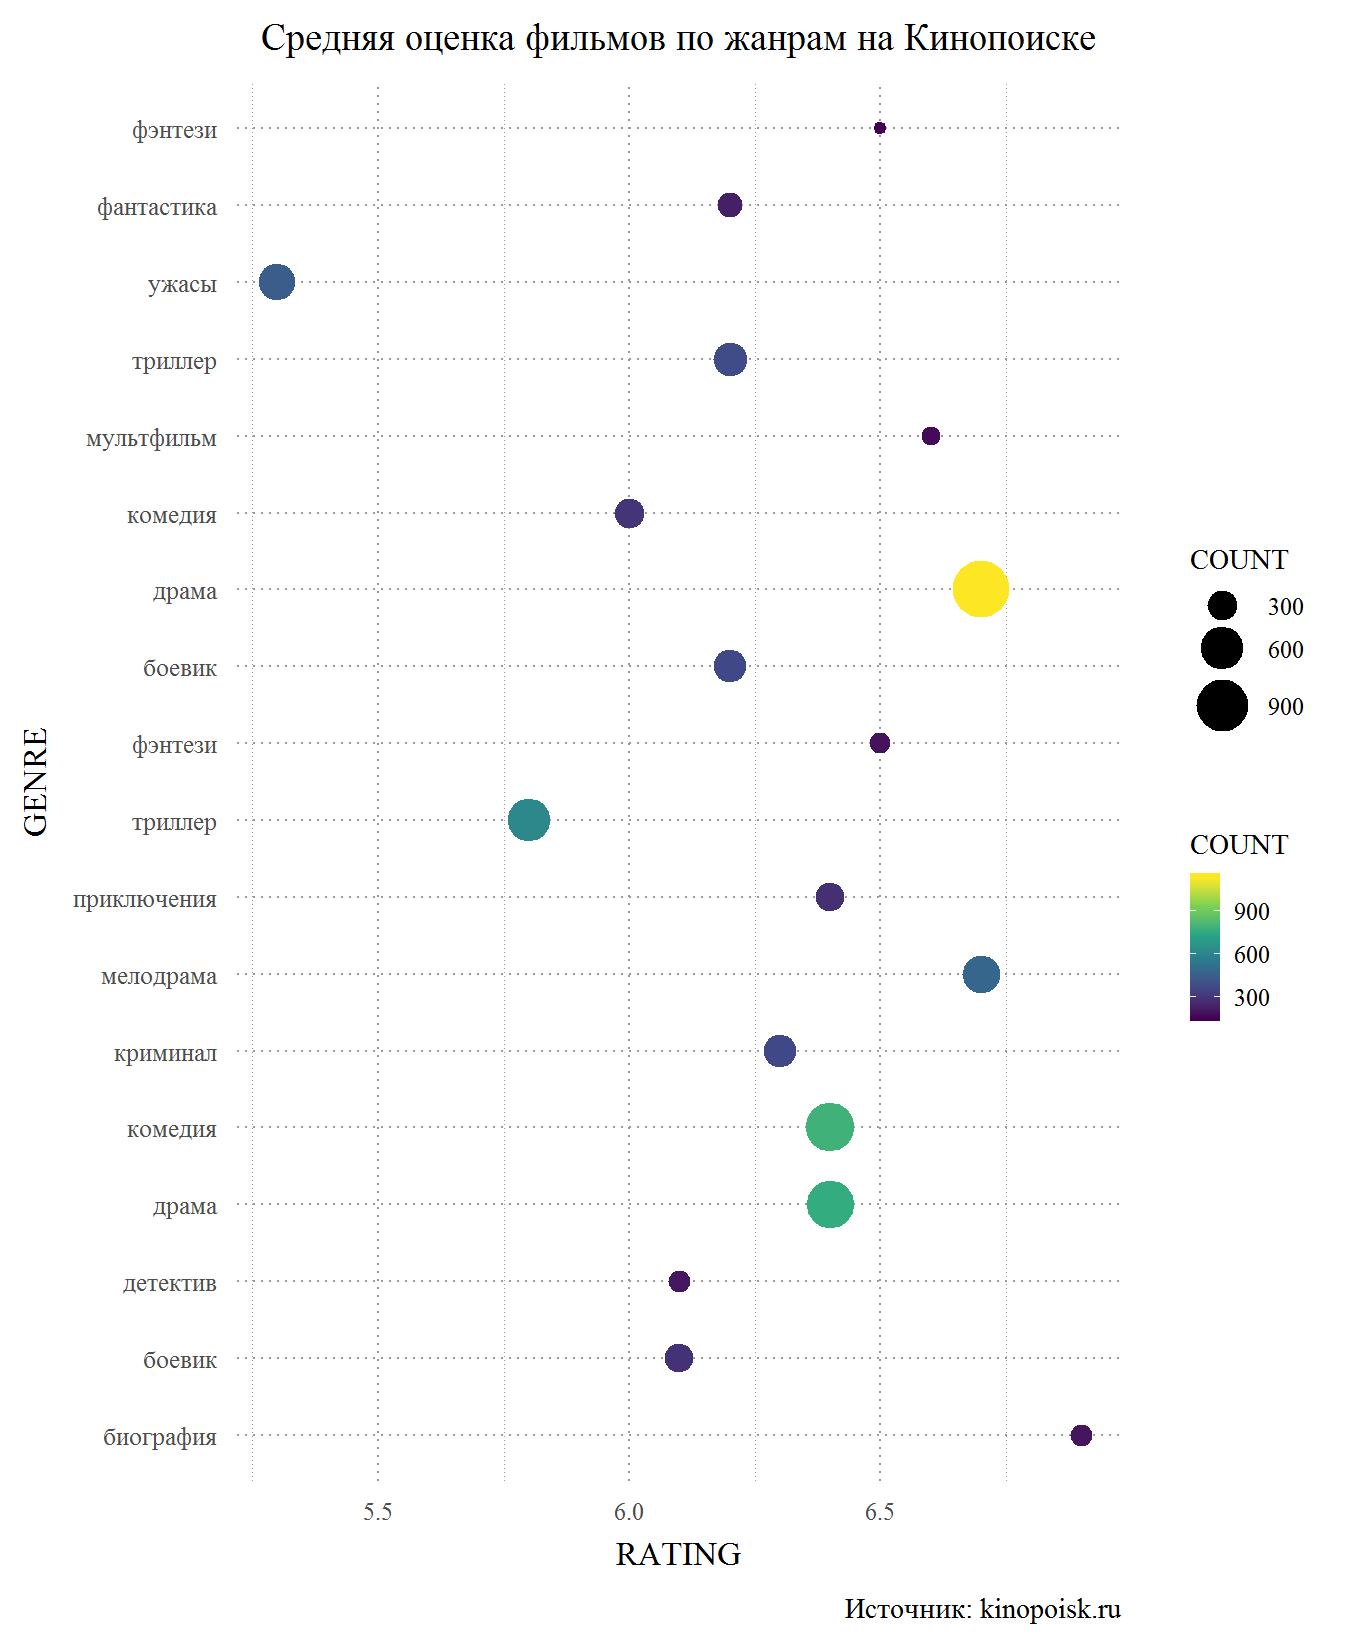 Средняя оценка фильмов по жанрам на Кинопоиске
фэнтези
фантастика
ужасы
триллер
мультфильм
комедия
драма
боевик
фэнтези
триллер
приключения
мелодрама
криминал
комедия
драма
детектив
боевик
биография
GENRE
5.5 6.0 6.5
RATING
COUNT
300
600
900
COUNT
900
600
300
Источник: kinopoisk.ru